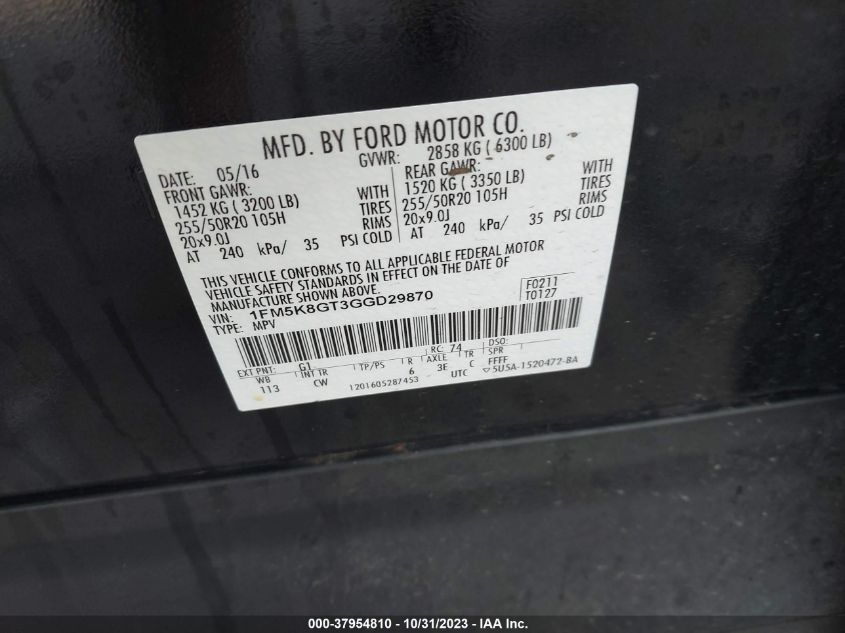 MFD. BY FORD MOTOR CO.
DATE: 05/16 GVWR: 2858 KG ( 6300 LB)
FRONT GAWR: REAR GAWR:
1452 KG ( 3200 LB) WITH 1520 KG ( 3350 LB) WITH
255/50R20 105H TIRES 255/50R20 105H TIRES
20x9.0J RIMS 20x9.0J RIMS
AT 240 kPa/ 35 PSI COLD AT 240 kPa/ 35 PSI COLD
THIS VEHICLE CONFORMS TO ALL APPLICABLE FEDERAL MOTOR
VEHICLE SAFETY STANDARDS IN EFFECT ON THE DATE OF
MANUFACTURE SHOWN ABOVE.
VIN: 1FM5K8GT3GGD29870 F0211
TYPE: MPV T0127
EXT PNT: G1 RC: 74 DSO:
WB INT TR TP/PS R AXLE TR SPR
113 CW 6 3E C FFFF
1201605287453 UTC ▽5U5A-1520472-BA
000-37954810 - 10/31/2023 - IAA Inc.